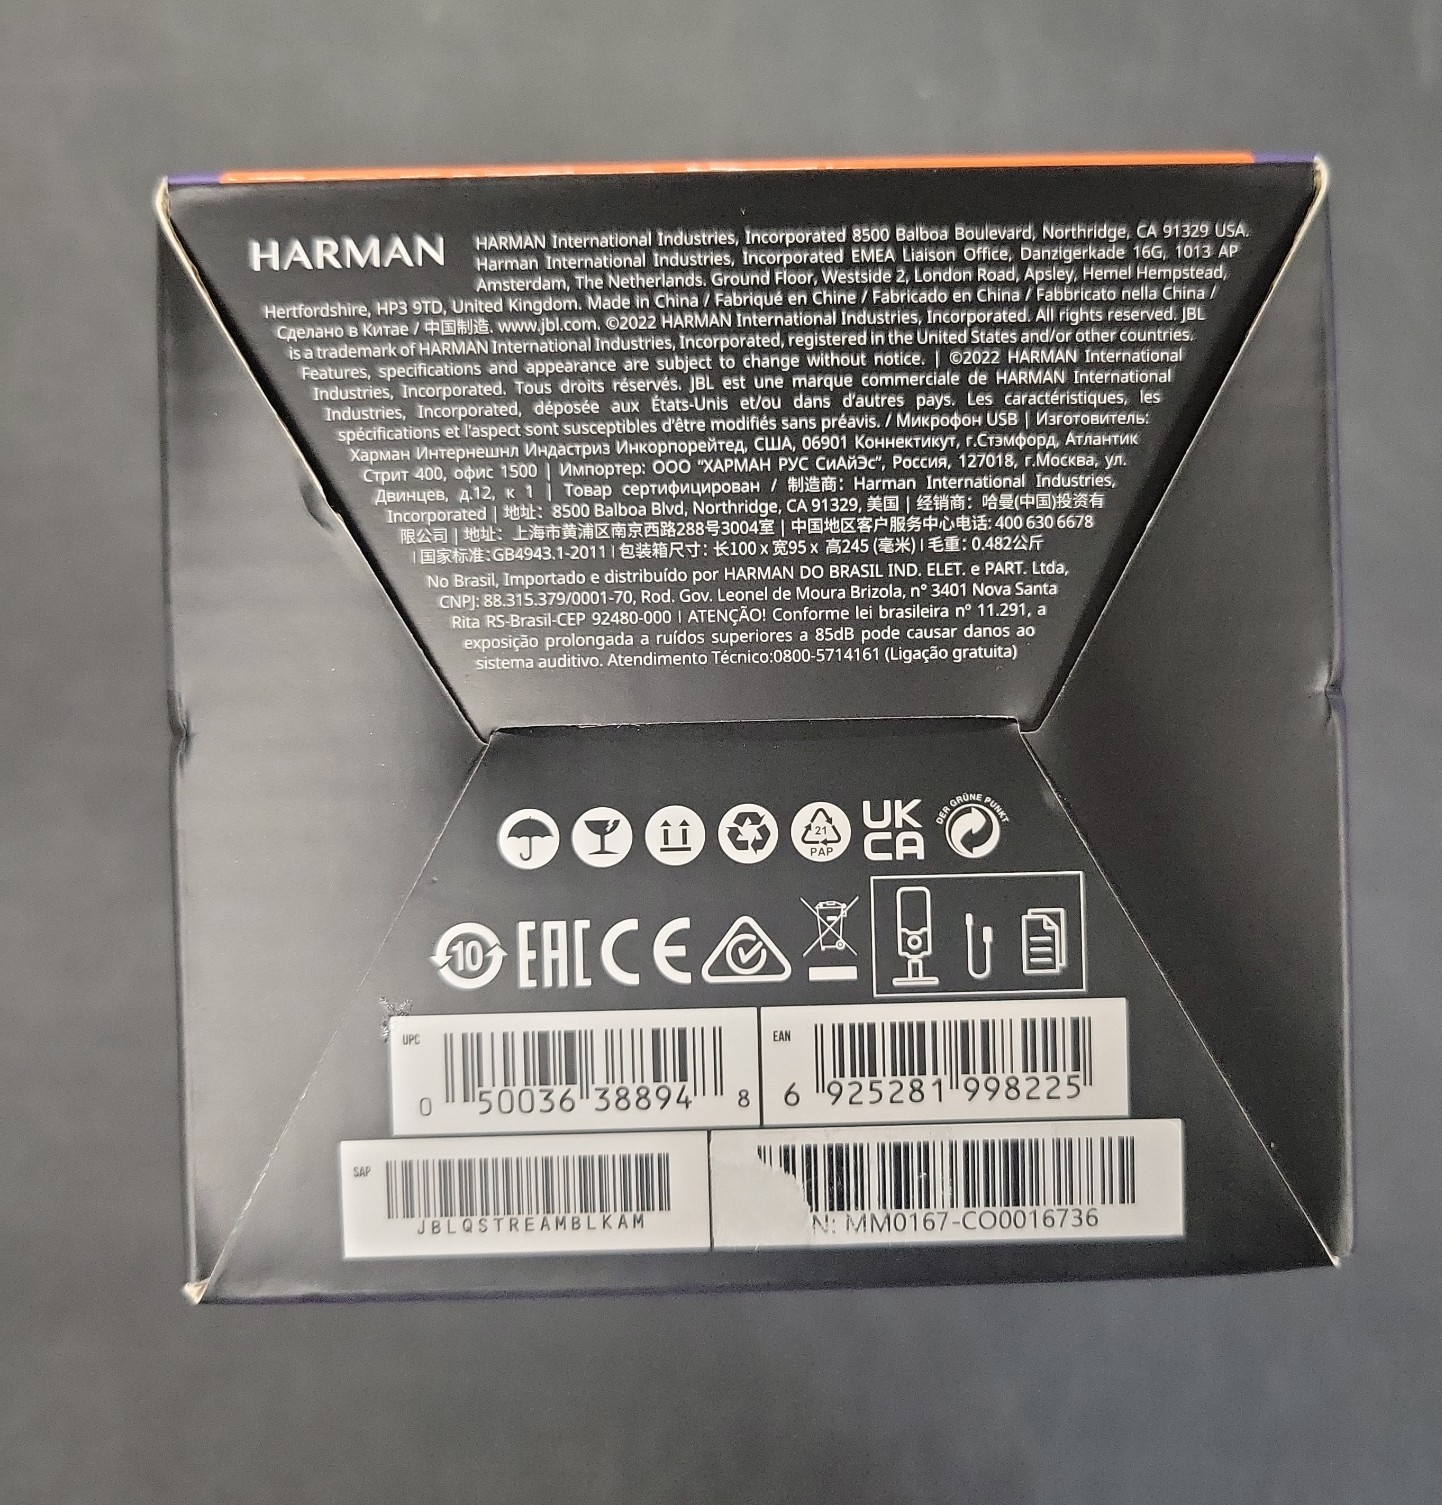 HARMAN
HARMAN International Industries, Incorporated 8500 Balboa Boulevard, Northridge, CA 91329 USA.
Harman International Industries, Incorporated EMEA Liaison Office, Danzigerkade 16G, 1013 AP
Amsterdam, The Netherlands. Ground Floor, Westside 2, London Road, Apsley, Hemel Hempstead,
Hertfordshire, HP3 9TD, United Kingdom. Made in China / Fabriqué en Chine / Fabricado en China / Fabbricato nella China /
Сделано в Китае / 中国制造. www.jbl.com. ©2022 HARMAN International Industries, Incorporated. All rights reserved. JBL
is a trademark of HARMAN International Industries, Incorporated, registered in the United States and/or other countries.
Features, specifications and appearance are subject to change without notice. | ©2022 HARMAN International
Industries, Incorporated. Tous droits réservés. JBL est une marque commerciale de HARMAN International
Industries, Incorporated, déposée aux États-Unis et/ou dans d'autres pays. Les caractéristiques, les
spécifications et l'aspect sont susceptibles d'être modifiés sans préavis. / Микрофон USB | Изготовитель:
Харман Интернешнл Индастриз Инкорпорейтед, США, 06901 Коннектикут, г.Стэмфорд, Атлантик
Стрит 400, офис 1500 | Импортер: OOO "ХАРМАН РУС СиАйЭс", Россия, 127018, г.Москва, ул.
Двинцев, д.12, к 1 | Товар сертифицирован / 制造商: Harman International Industries,
Incorporated | 地址: 8500 Balboa Blvd, Northridge, CA 91329, 美国 | 经销商: 哈曼(中国)投资有
限公司 | 地址: 上海市黄浦区南京西路288号3004室 | 中国地区客户服务中心电话: 400 630 6678
| 国家标准:GB4943.1-2011 | 包装箱尺寸: 长100 x 宽95 x 高245 (毫米) | 毛重: 0.482公斤
No Brasil, Importado e distribuído por HARMAN DO BRASIL IND. ELET. e PART. Ltda,
CNPJ: 88.315.379/0001-70, Rod. Gov. Leonel de Moura Brizola, n° 3401 Nova Santa
Rita RS-Brasil-CEP 92480-000 | ATENÇÃO! Conforme lei brasileira n° 11.291, a
exposição prolongada a ruídos superiores a 85dB pode causar danos ao
sistema auditivo. Atendimento Técnico:0800-5714161 (Ligação gratuita)
21
PAP
UK
CA
DER GRÜNE PUNKT
10 EAC CE
UPC
0 50036 38894 8
EAN
6 925281 998225
SAP
JBLQSTREAMBLKAM
N: MM0167-CO0016736